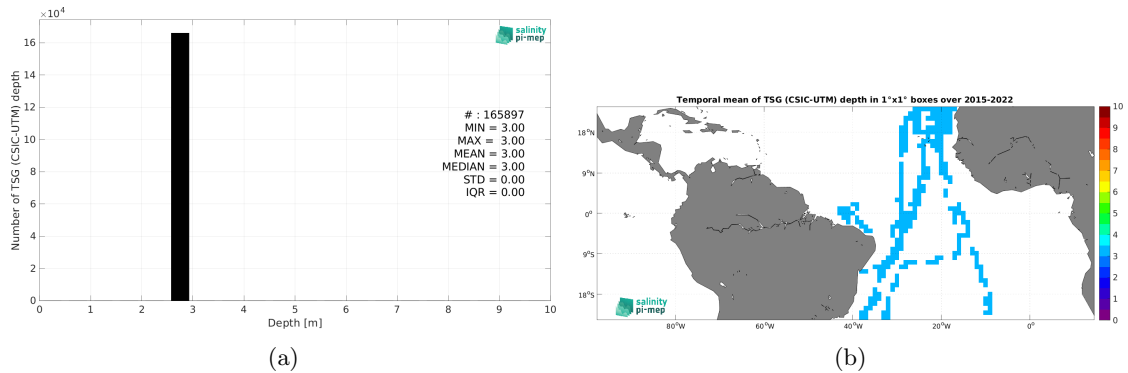 ×10⁴
16
14
12
10
8
6
4
2
0
Number of TSG (CSIC-UTM) depth
salinity
pi-mep
# : 165897
MIN = 3.00
MAX = 3.00
MEAN = 3.00
MEDIAN = 3.00
STD = 0.00
IQR = 0.00
0 1 2 3 4 5 6 7 8 9 10
Depth [m]
(a)
Temporal mean of TSG (CSIC-UTM) depth in 1°x1° boxes over 2015-2022
18°N
9°N
0°
9°S
18°S
salinity
pi-mep
80°W 60°W 40°W 20°W 0°
10
9
8
7
6
5
4
3
2
1
0
(b)